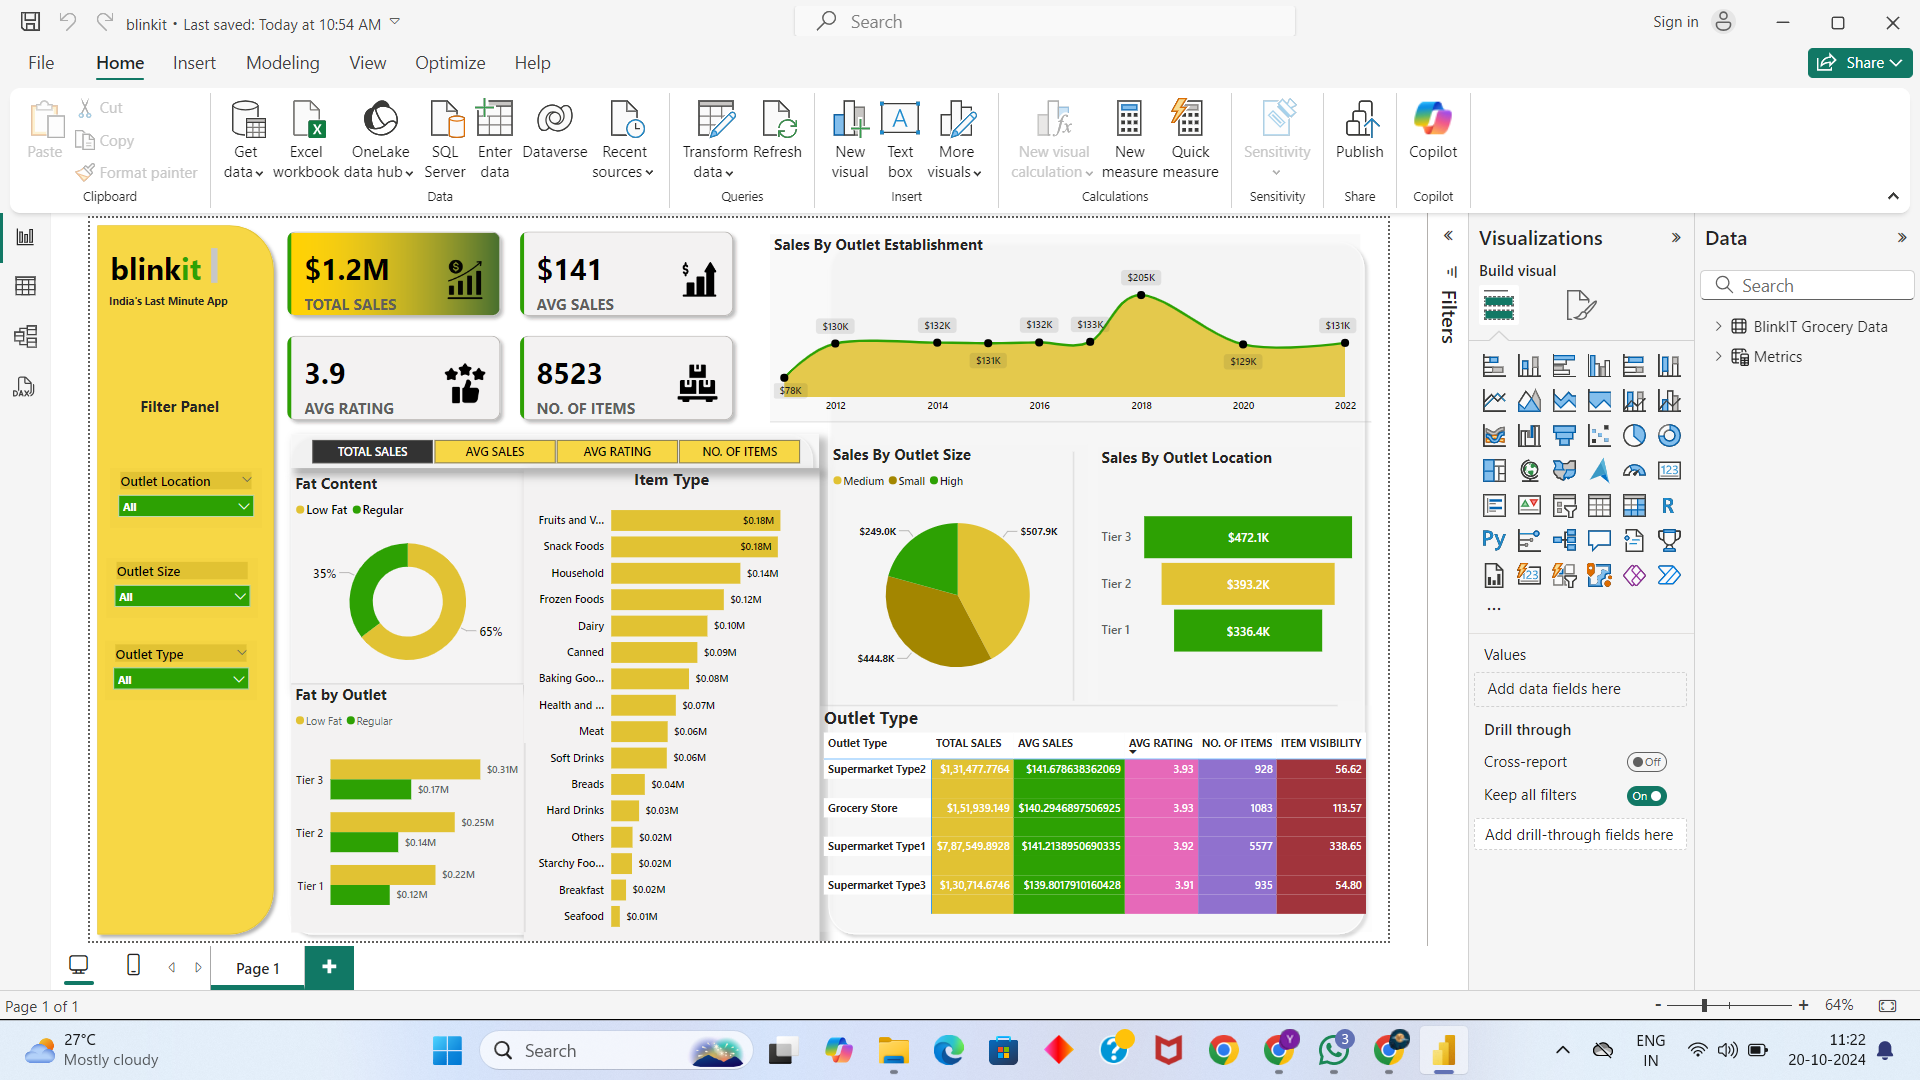 blinkit • Last saved: Today at 10:54 AM
Search
Sign in
File Home Insert Modeling View Optimize Help
Share
Paste
Cut
Copy
Format painter
Clipboard
Get data
Excel workbook
OneLake data hub
SQL Server
Enter data
Dataverse
Recent sources
Data
Transform data
Refresh
Queries
New visual
Text box
More visuals
Insert
New visual calculation
New measure
Quick measure
Calculations
Sensitivity
Sensitivity
Publish
Share
Copilot
Copilot
blinkit
India's Last Minute App
Filter Panel
Outlet Location
All
Outlet Size
All
Outlet Type
All
$1.2M
TOTAL SALES
$141
AVG SALES
3.9
AVG RATING
8523
NO. OF ITEMS
Sales By Outlet Establishment
$78K
$130K
$132K
$131K
$132K
$133K
$205K
$129K
$131K
2012 2014 2016 2018 2020 2022
TOTAL SALES AVG SALES AVG RATING NO. OF ITEMS
Fat Content
Low Fat Regular
35%
65%
Fat by Outlet
Low Fat Regular
Tier 3 $0.31M
$0.17M
Tier 2 $0.25M
$0.14M
Tier 1 $0.22M
$0.12M
Item Type
Fruits and V... $0.18M
Snack Foods $0.18M
Household $0.14M
Frozen Foods $0.12M
Dairy $0.10M
Canned $0.09M
Baking Goo... $0.08M
Health and ... $0.07M
Meat $0.06M
Soft Drinks $0.06M
Breads $0.04M
Hard Drinks $0.03M
Others $0.02M
Starchy Foo... $0.02M
Breakfast $0.02M
Seafood $0.01M
Sales By Outlet Size
Medium Small High
$249.0K
$507.9K
$444.8K
Sales By Outlet Location
Tier 3 $472.1K
Tier 2 $393.2K
Tier 1 $336.4K
Outlet Type
Outlet Type TOTAL SALES AVG SALES AVG RATING NO. OF ITEMS ITEM VISIBILITY
Supermarket Type2 $1,31,477.7764 $141.678638362069 3.93 928 56.62
Grocery Store $1,51,939.149 $140.2946897506925 3.93 1083 113.57
Supermarket Type1 $7,87,549.8928 $141.2138950690335 3.92 5577 338.65
Supermarket Type3 $1,30,714.6746 $139.8017910160428 3.91 935 54.80
Filters
Visualizations
Build visual
123
R
Py
123
...
Values
Add data fields here
Drill through
Cross-report
Off
Keep all filters
On
Add drill-through fields here
Data
Search
BlinkIT Grocery Data
Metrics
DAX
Page 1
Page 1 of 1
- + 64%
27°C
Mostly cloudy
Search
Y
3
ENG
IN
11:22
20-10-2024